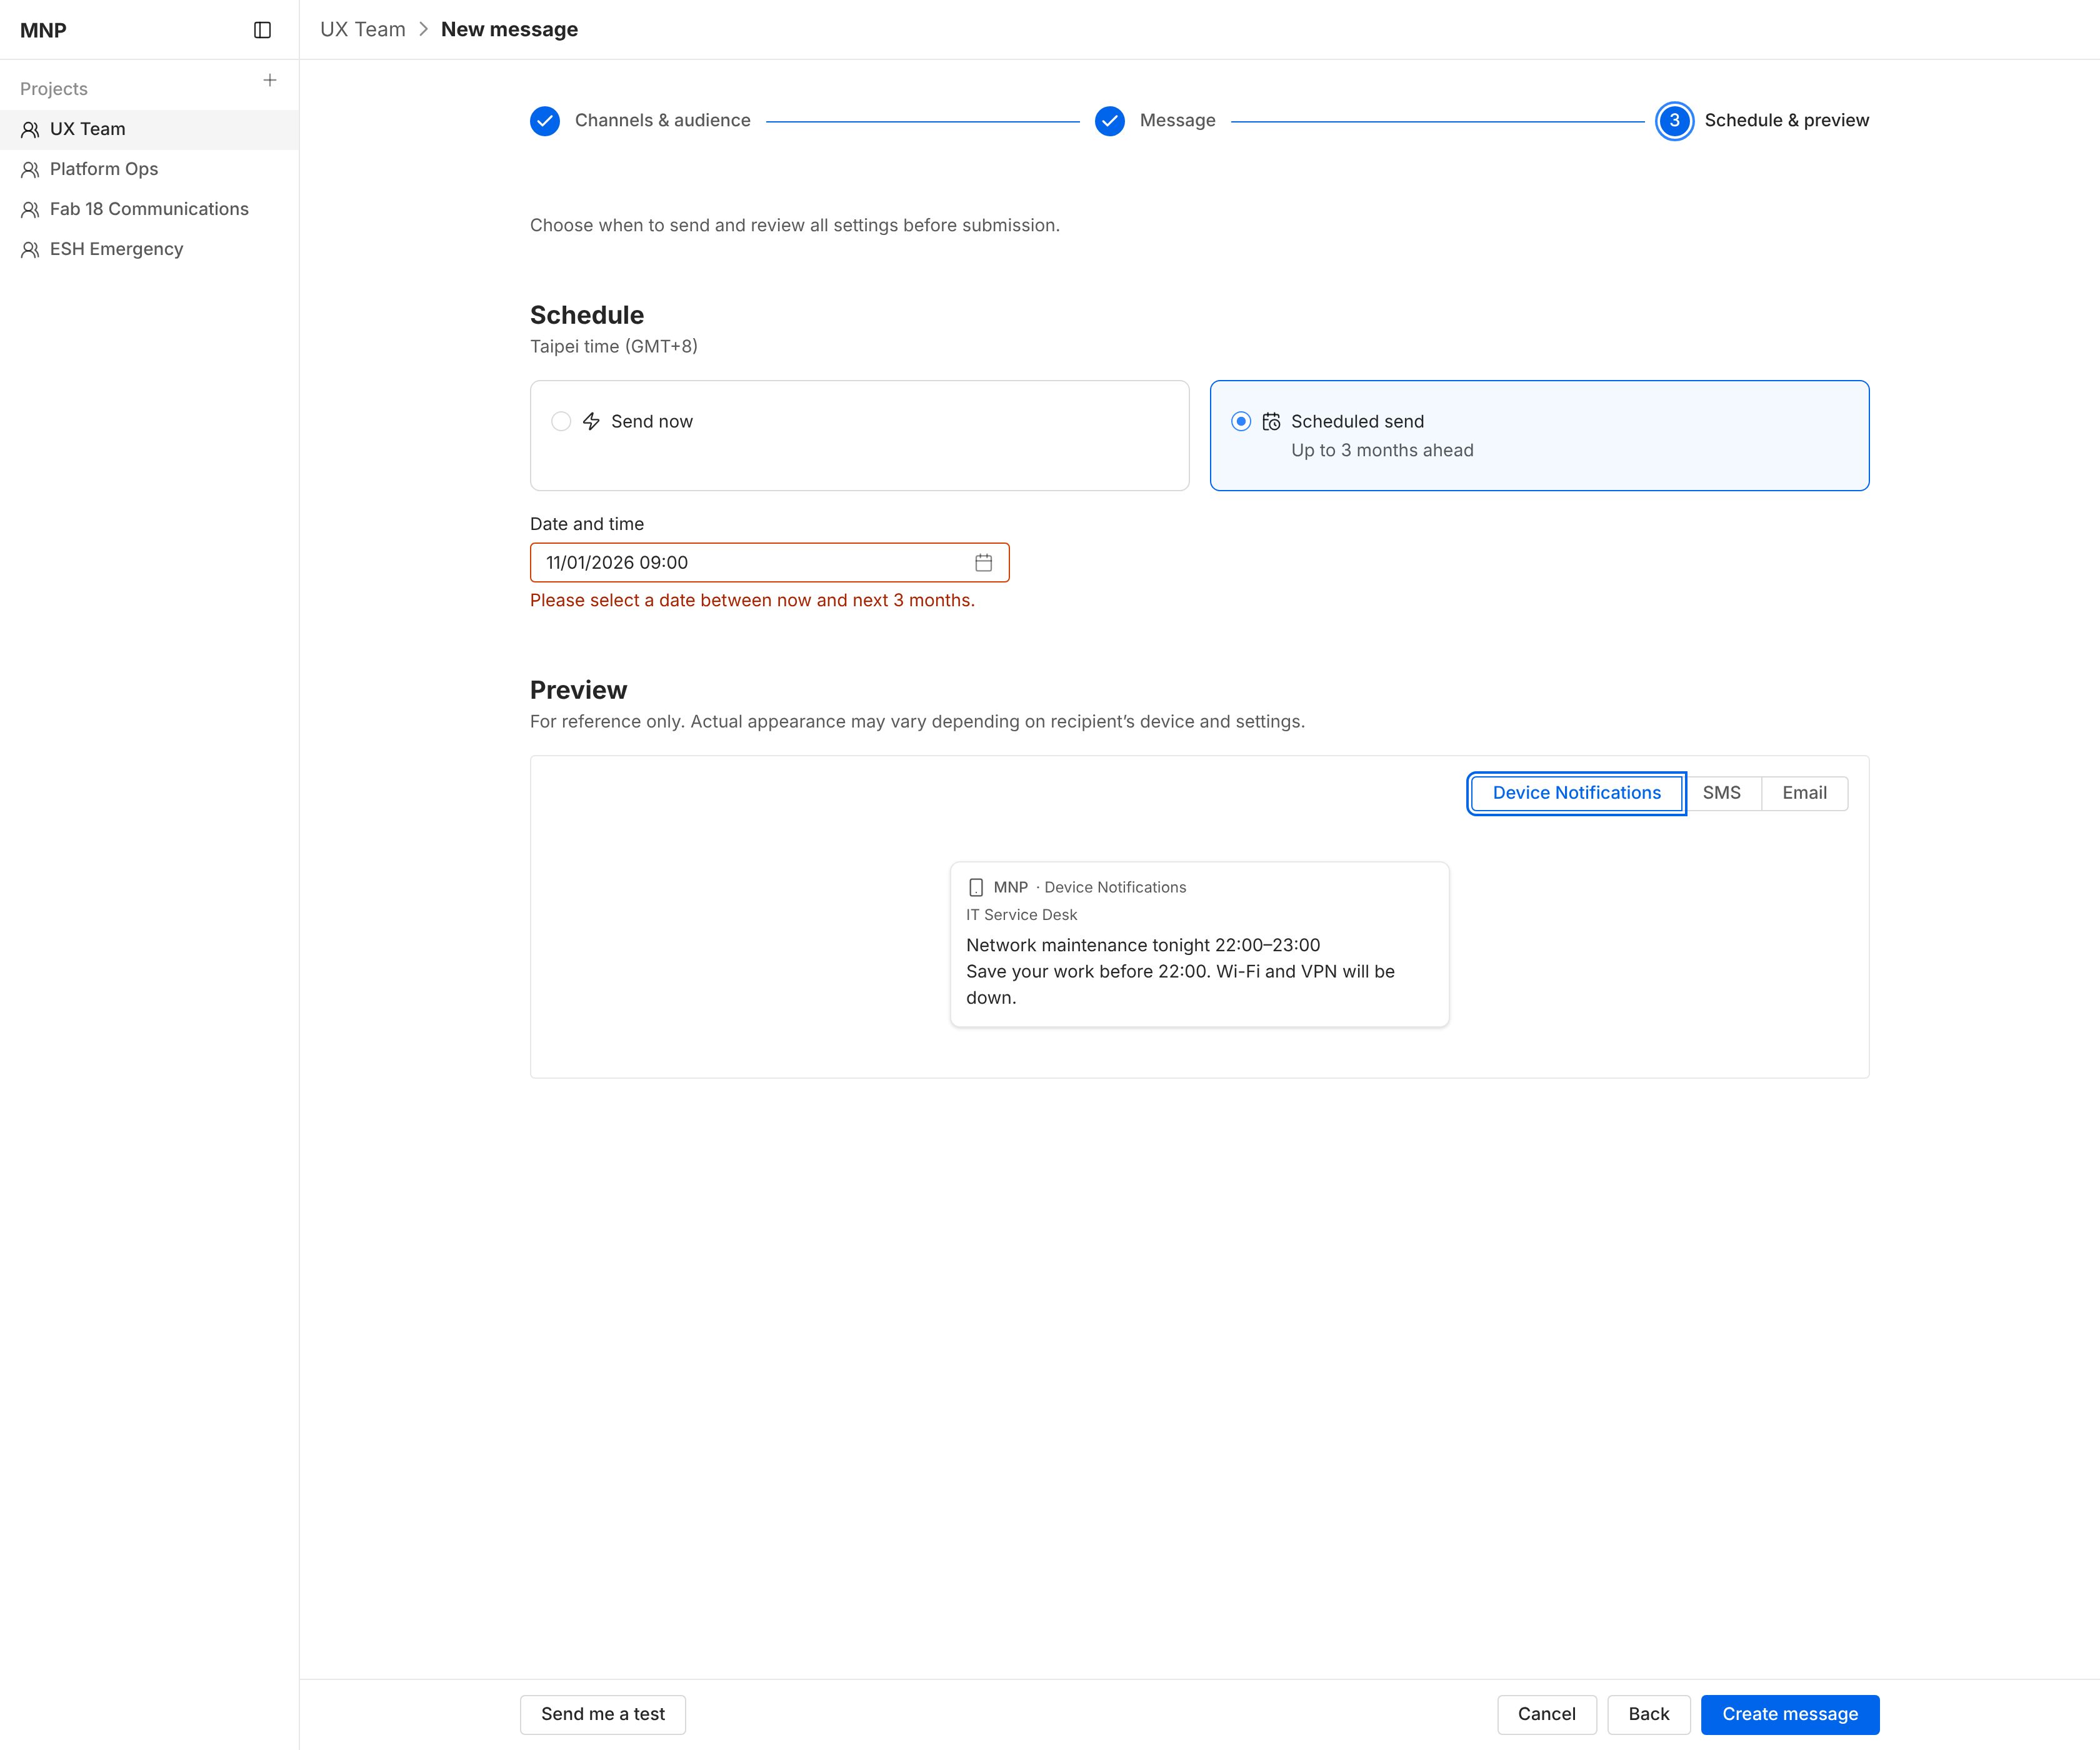 MNP
UX Team > New message
Projects
UX Team
Platform Ops
Fab 18 Communications
ESH Emergency
Channels & audience
Message
3 Schedule & preview
Choose when to send and review all settings before submission.
Schedule
Taipei time (GMT+8)
Send now
Scheduled send
Up to 3 months ahead
Date and time
11/01/2026 09:00
Please select a date between now and next 3 months.
Preview
For reference only. Actual appearance may vary depending on recipient’s device and settings.
Device Notifications SMS Email
MNP · Device Notifications
IT Service Desk
Network maintenance tonight 22:00–23:00
Save your work before 22:00. Wi-Fi and VPN will be
down.
Send me a test
Cancel Back Create message